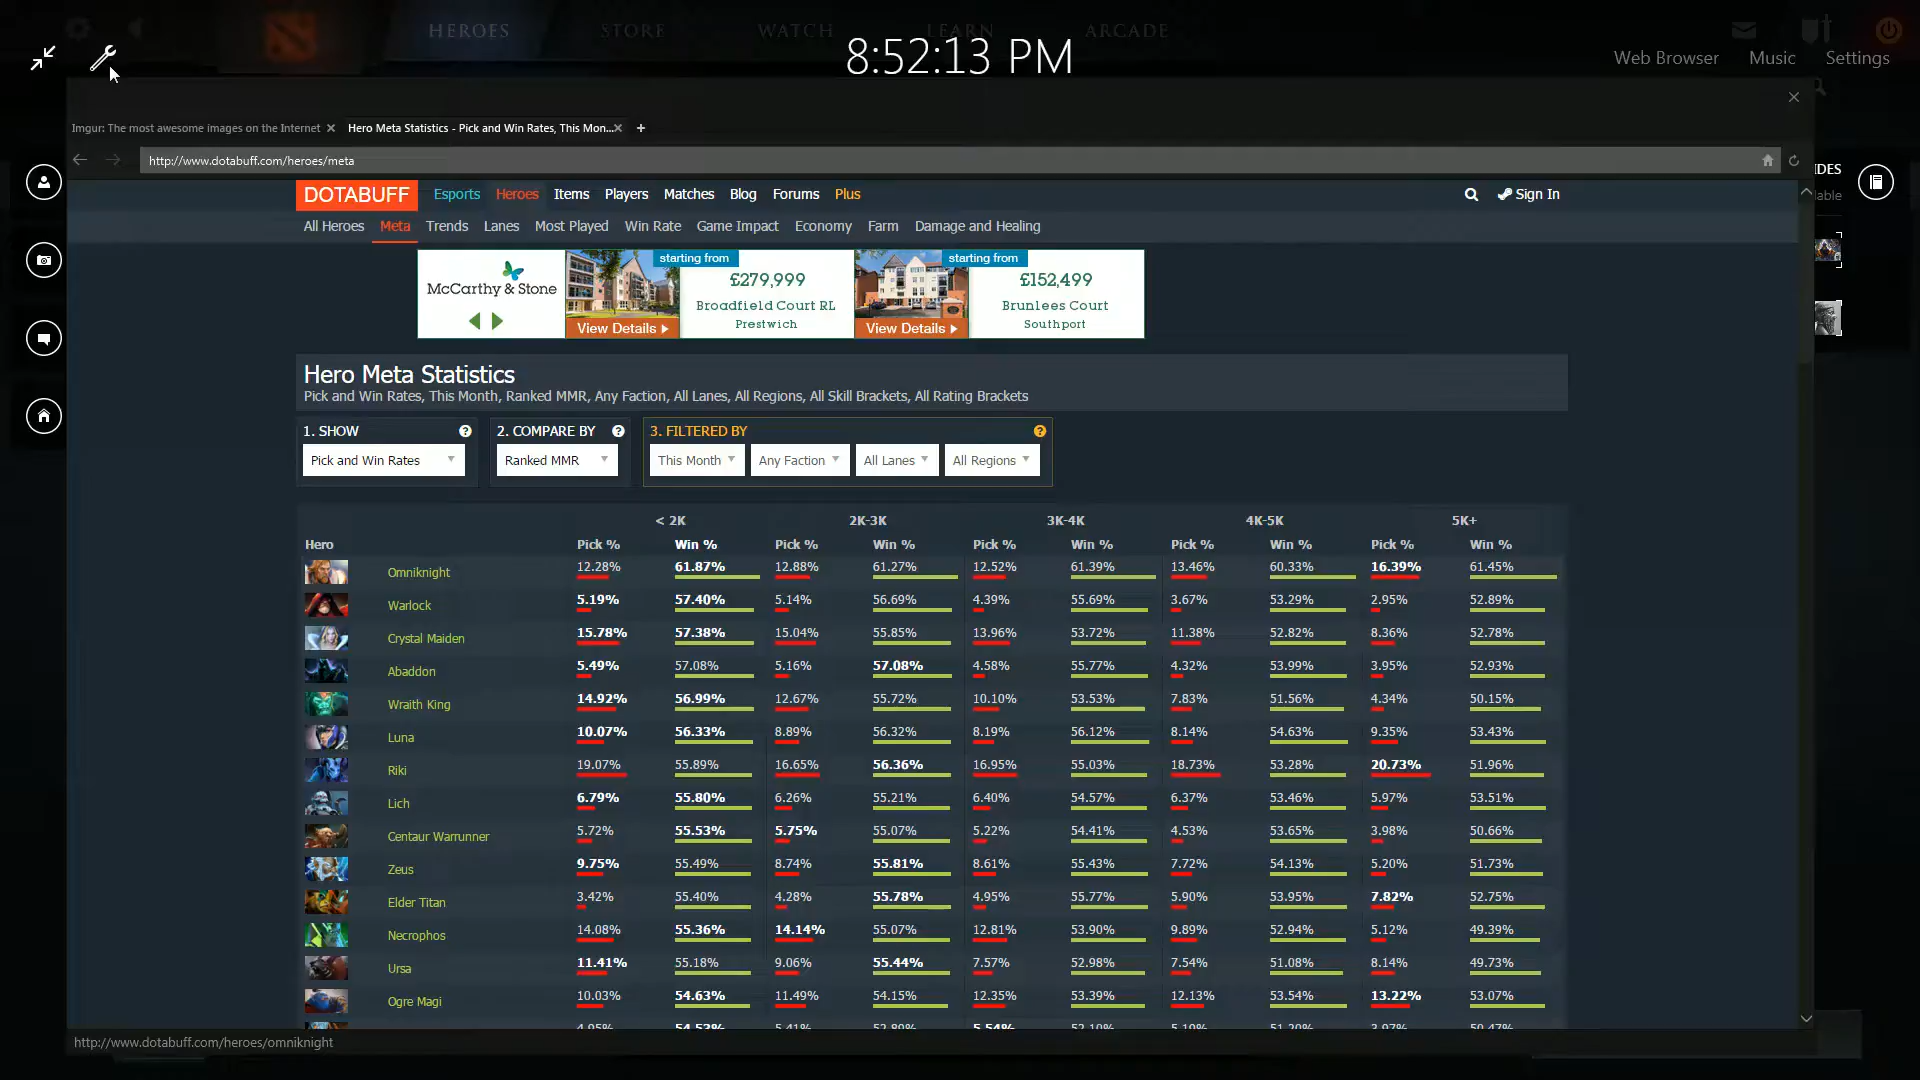 HEROES STORE WATCH LEARN ARCADE
8:52:13 PM
Web Browser Music Settings
Imgur: The most awesome images on the Internet Hero Meta Statistics - Pick and Win Rates, This Mon...
http://www.dotabuff.com/heroes/meta
DOTABUFF Esports Heroes Items Players Matches Blog Forums Plus Sign In
All Heroes Meta Trends Lanes Most Played Win Rate Game Impact Economy Farm Damage and Healing
McCarthy & Stone
starting from
£279,999
Broadfield Court RL
Prestwich
View Details
starting from
£152,499
Brunlees Court
Southport
View Details
Hero Meta Statistics
Pick and Win Rates, This Month, Ranked MMR, Any Faction, All Lanes, All Regions, All Skill Brackets, All Rating Brackets
1. SHOW ? 2. COMPARE BY ? 3. FILTERED BY ?
Pick and Win Rates Ranked MMR This Month Any Faction All Lanes All Regions
< 2K 2K-3K 3K-4K 4K-5K 5K+
Hero Pick % Win % Pick % Win % Pick % Win % Pick % Win % Pick % Win %
Omniknight 12.28% 61.87% 12.88% 61.27% 12.52% 61.39% 13.46% 60.33% 16.39% 61.45%
Warlock 5.19% 57.40% 5.14% 56.69% 4.39% 55.69% 3.67% 53.29% 2.95% 52.89%
Crystal Maiden 15.78% 57.38% 15.04% 55.85% 13.96% 53.72% 11.38% 52.82% 8.36% 52.78%
Abaddon 5.49% 57.08% 5.16% 57.08% 4.58% 55.77% 4.32% 53.99% 3.95% 52.93%
Wraith King 14.92% 56.99% 12.67% 55.72% 10.10% 53.53% 7.83% 51.56% 4.34% 50.15%
Luna 10.07% 56.33% 8.89% 56.32% 8.19% 56.12% 8.14% 54.63% 9.35% 53.43%
Riki 19.07% 55.89% 16.65% 56.36% 16.95% 55.03% 18.73% 53.28% 20.73% 51.96%
Lich 6.79% 55.80% 6.26% 55.21% 6.40% 54.57% 6.37% 53.46% 5.97% 53.51%
Centaur Warrunner 5.72% 55.53% 5.75% 55.07% 5.22% 54.41% 4.53% 53.65% 3.98% 50.66%
Zeus 9.75% 55.49% 8.74% 55.81% 8.61% 55.43% 7.72% 54.13% 5.20% 51.73%
Elder Titan 3.42% 55.40% 4.28% 55.78% 4.95% 55.77% 5.90% 53.95% 7.82% 52.75%
Necrophos 14.08% 55.36% 14.14% 55.07% 12.81% 53.90% 9.89% 52.94% 5.12% 49.39%
Ursa 11.41% 55.18% 9.06% 55.44% 7.57% 52.98% 7.54% 51.08% 8.14% 49.73%
Ogre Magi 10.03% 54.63% 11.49% 54.15% 12.35% 53.39% 12.13% 53.54% 13.22% 53.07%
http://www.dotabuff.com/heroes/omniknight